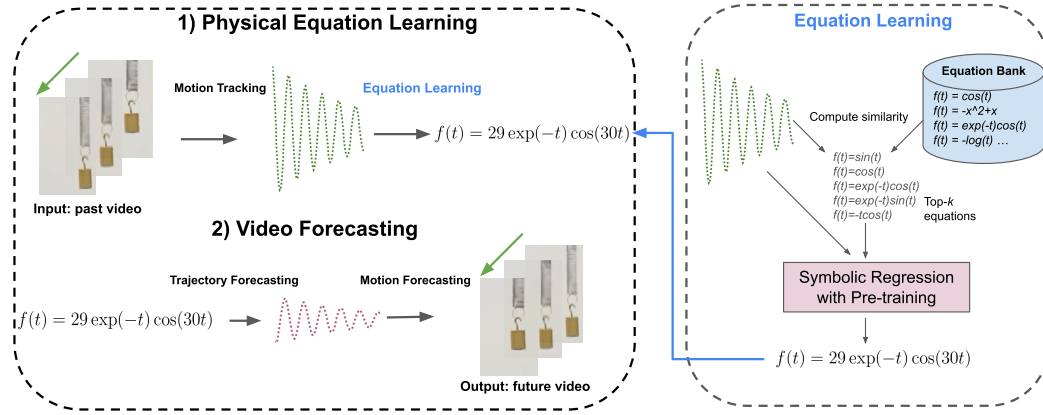 1) Physical Equation Learning
Motion Tracking
Equation Learning
f(t) = 29 exp(−t) cos(30t)
Input: past video
2) Video Forecasting
Trajectory Forecasting
Motion Forecasting
f(t) = 29 exp(−t) cos(30t)
Output: future video
Equation Learning
Equation Bank
f(t) = cos(t)
f(t) = -x^2+x
f(t) = exp(-t)cos(t)
f(t) = -log(t) …
Compute similarity
f(t)=sin(t)
f(t)=cos(t)
f(t)=exp(-t)cos(t)
f(t)=exp(-t)sin(t)
f(t)=-tcos(t)
Top-k
equations
Symbolic Regression
with Pre-training
f(t) = 29 exp(−t) cos(30t)